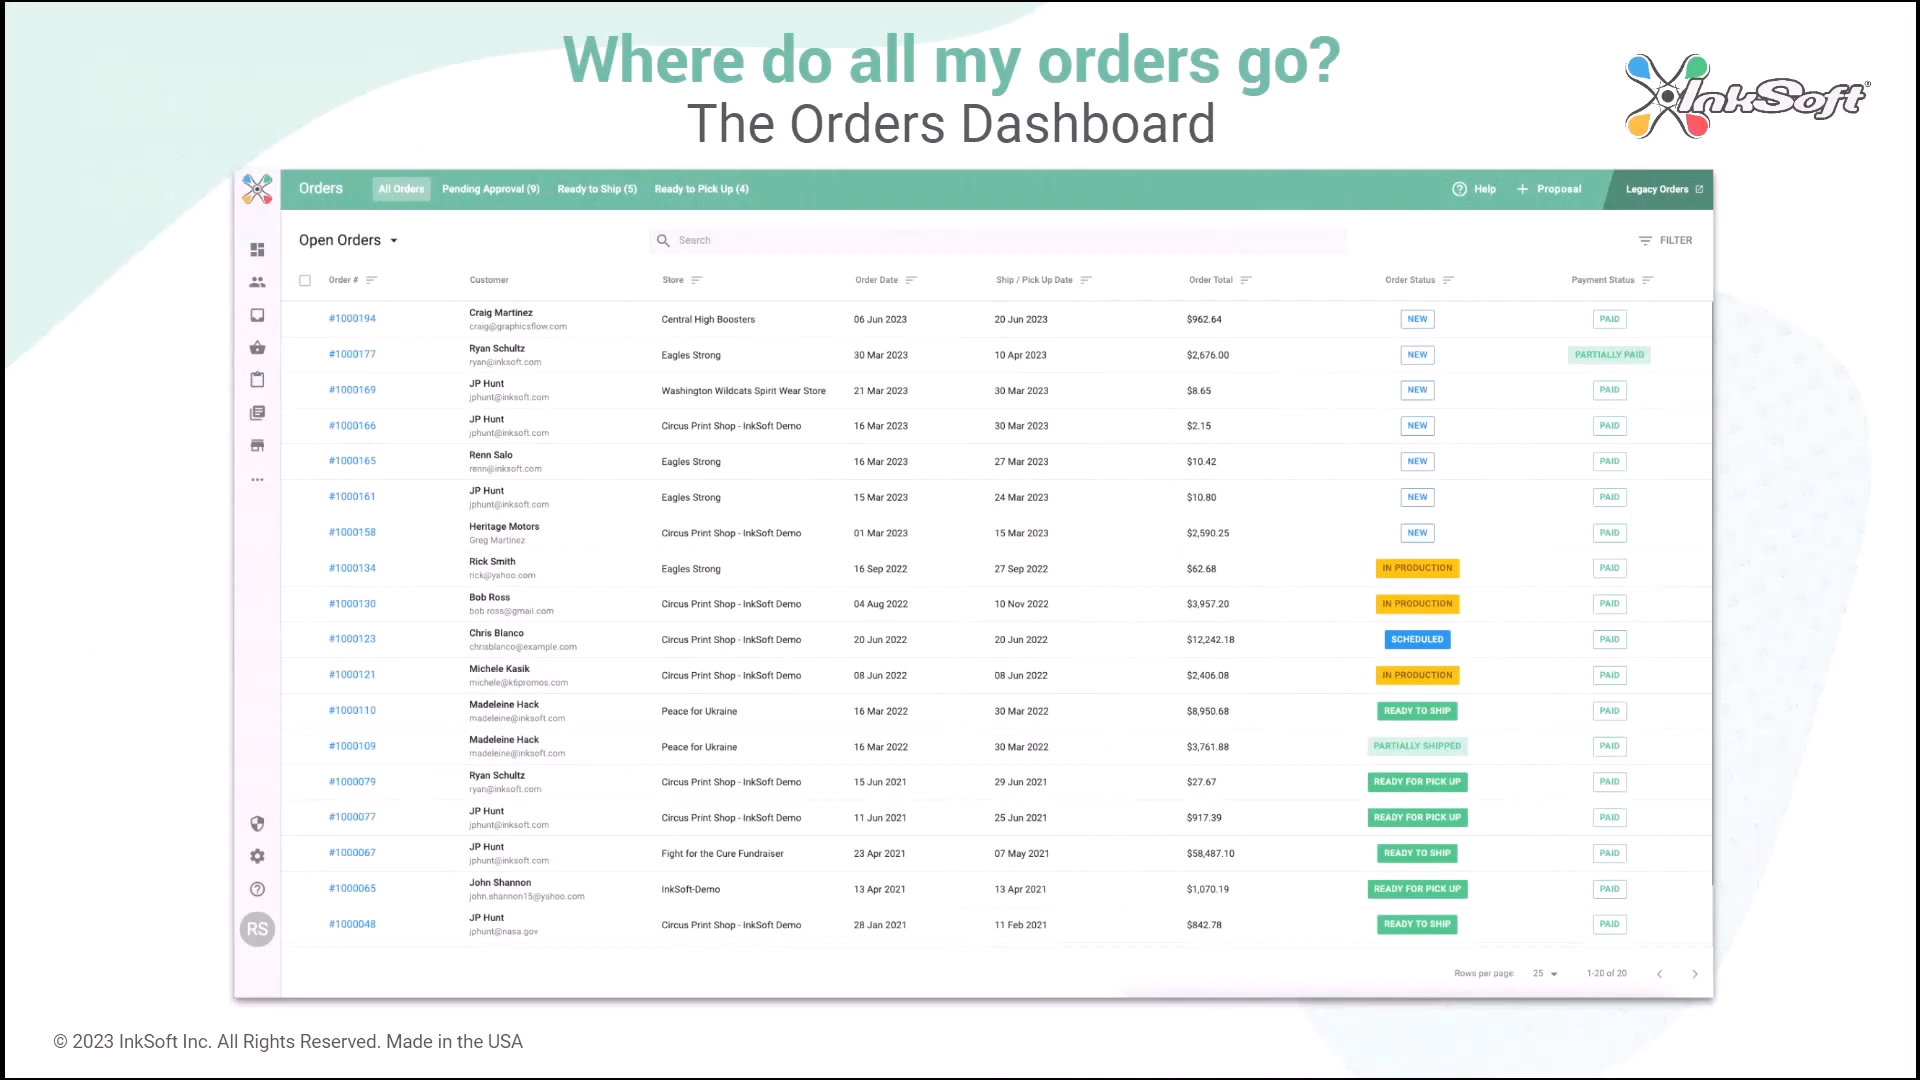 Where do all my orders go?
The Orders Dashboard
InkSoft®
Orders All Orders Pending Approval (9) Ready to Ship (5) Ready to Pick Up (4) Help + Proposal Legacy Orders
Open Orders Search FILTER
Order # Customer Store Order Date Ship / Pick Up Date Order Total Order Status Payment Status
#1000194 Craig Martinez Central High Boosters 06 Jun 2023 20 Jun 2023 $962.64 NEW PAID
craig@graphicsflow.com
#1000177 Ryan Schultz Eagles Strong 30 Mar 2023 10 Apr 2023 $2,676.00 NEW PARTIALLY PAID
ryan@inksoft.com
#1000169 JP Hunt Washington Wildcats Spirit Wear Store 21 Mar 2023 30 Mar 2023 $8.65 NEW PAID
jphunt@inksoft.com
#1000166 JP Hunt Circus Print Shop - InkSoft Demo 16 Mar 2023 30 Mar 2023 $2.15 NEW PAID
jphunt@inksoft.com
#1000165 Renn Salo Eagles Strong 16 Mar 2023 27 Mar 2023 $10.42 NEW PAID
renn@inksoft.com
#1000161 JP Hunt Eagles Strong 15 Mar 2023 24 Mar 2023 $10.80 NEW PAID
jphunt@inksoft.com
#1000158 Heritage Motors Circus Print Shop - InkSoft Demo 01 Mar 2023 15 Mar 2023 $2,590.25 NEW PAID
Greg Martinez
#1000134 Rick Smith Eagles Strong 16 Sep 2022 27 Sep 2022 $62.68 IN PRODUCTION PAID
rick@yahoo.com
#1000130 Bob Ross Circus Print Shop - InkSoft Demo 04 Aug 2022 10 Nov 2022 $3,957.20 IN PRODUCTION PAID
bob.ross@gmail.com
#1000123 Chris Blanco Circus Print Shop - InkSoft Demo 20 Jun 2022 20 Jun 2022 $12,242.18 SCHEDULED PAID
chrisblanco@example.com
#1000121 Michele Kasik Circus Print Shop - InkSoft Demo 08 Jun 2022 08 Jun 2022 $2,406.08 IN PRODUCTION PAID
michele@k6promos.com
#1000110 Madeleine Hack Peace for Ukraine 16 Mar 2022 30 Mar 2022 $8,950.68 READY TO SHIP PAID
madeleine@inksoft.com
#1000109 Madeleine Hack Peace for Ukraine 16 Mar 2022 30 Mar 2022 $3,761.88 PARTIALLY SHIPPED PAID
madeleine@inksoft.com
#1000079 Ryan Schultz Circus Print Shop - InkSoft Demo 15 Jun 2021 29 Jun 2021 $27.67 READY FOR PICK UP PAID
ryan@inksoft.com
#1000077 JP Hunt Circus Print Shop - InkSoft Demo 11 Jun 2021 25 Jun 2021 $917.39 READY FOR PICK UP PAID
jphunt@inksoft.com
#1000067 JP Hunt Fight for the Cure Fundraiser 23 Apr 2021 07 May 2021 $58,487.10 READY TO SHIP PAID
jphunt@inksoft.com
#1000065 John Shannon InkSoft-Demo 13 Apr 2021 13 Apr 2021 $1,070.19 READY FOR PICK UP PAID
john.shannon15@yahoo.com
#1000048 JP Hunt Circus Print Shop - InkSoft Demo 28 Jan 2021 11 Feb 2021 $842.78 READY TO SHIP PAID
jphunt@nasa.gov
RS
Rows per page: 25 1-20 of 20
© 2023 InkSoft Inc. All Rights Reserved. Made in the USA